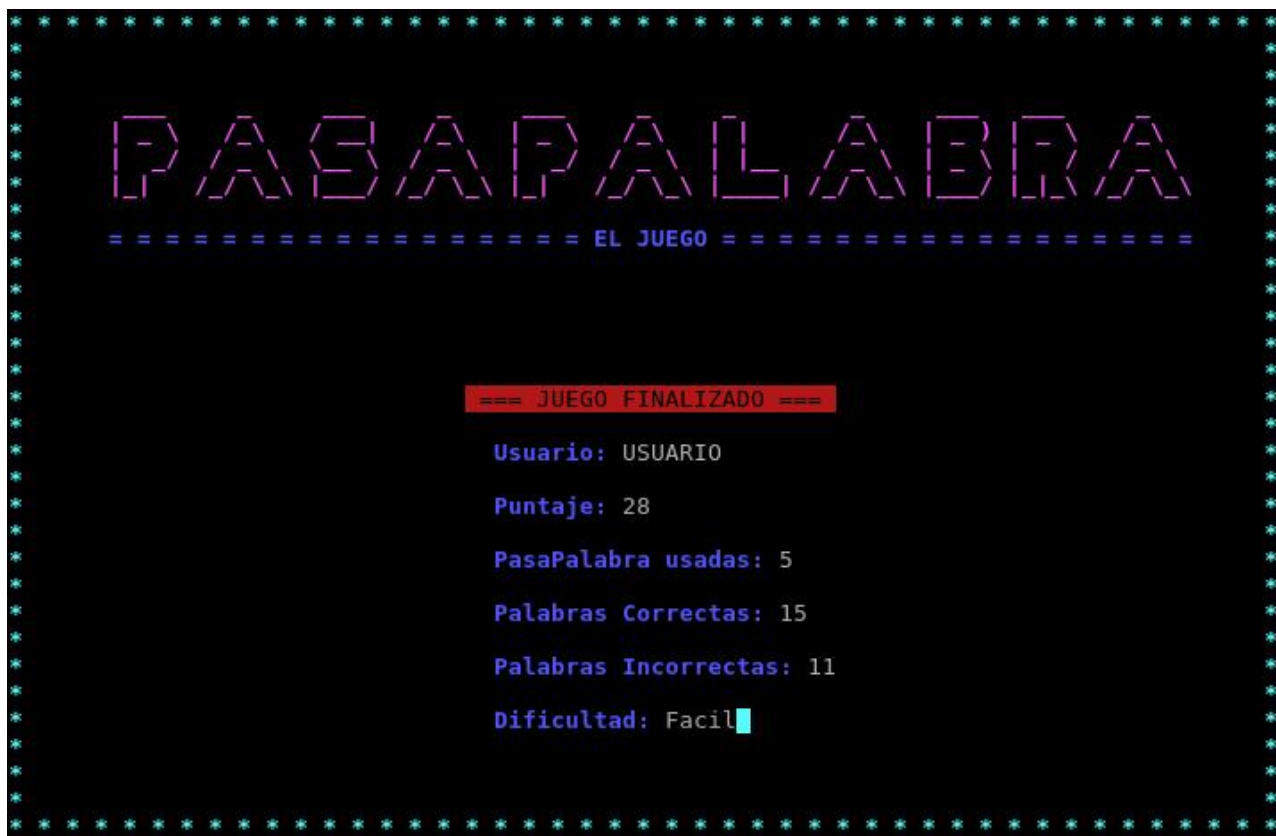 PASAPALABRA
= = = = = = = = = = = = = = = = = EL JUEGO = = = = = = = = = = = = = = = = =
=== JUEGO FINALIZADO ===
Usuario: USUARIO
Puntaje: 28
PasaPalabra usadas: 5
Palabras Correctas: 15
Palabras Incorrectas: 11
Dificultad: Facil